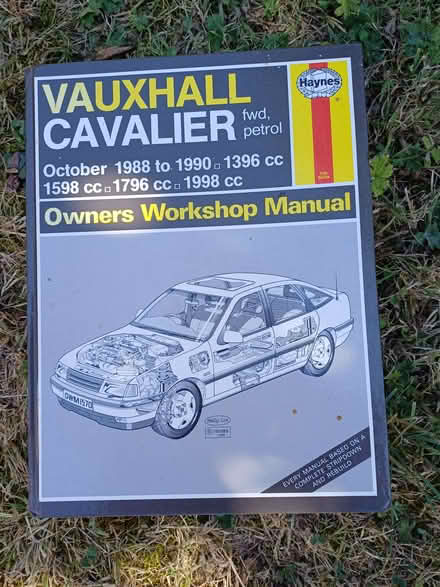 VAUXHALL
CAVALIER fwd, petrol
Haynes
October 1988 to 1990 □ 1396 cc
1598 cc □ 1796 cc □ 1998 cc
Owners Workshop Manual
EVERY MANUAL BASED ON A
COMPLETE STRIPDOWN
AND REBUILD